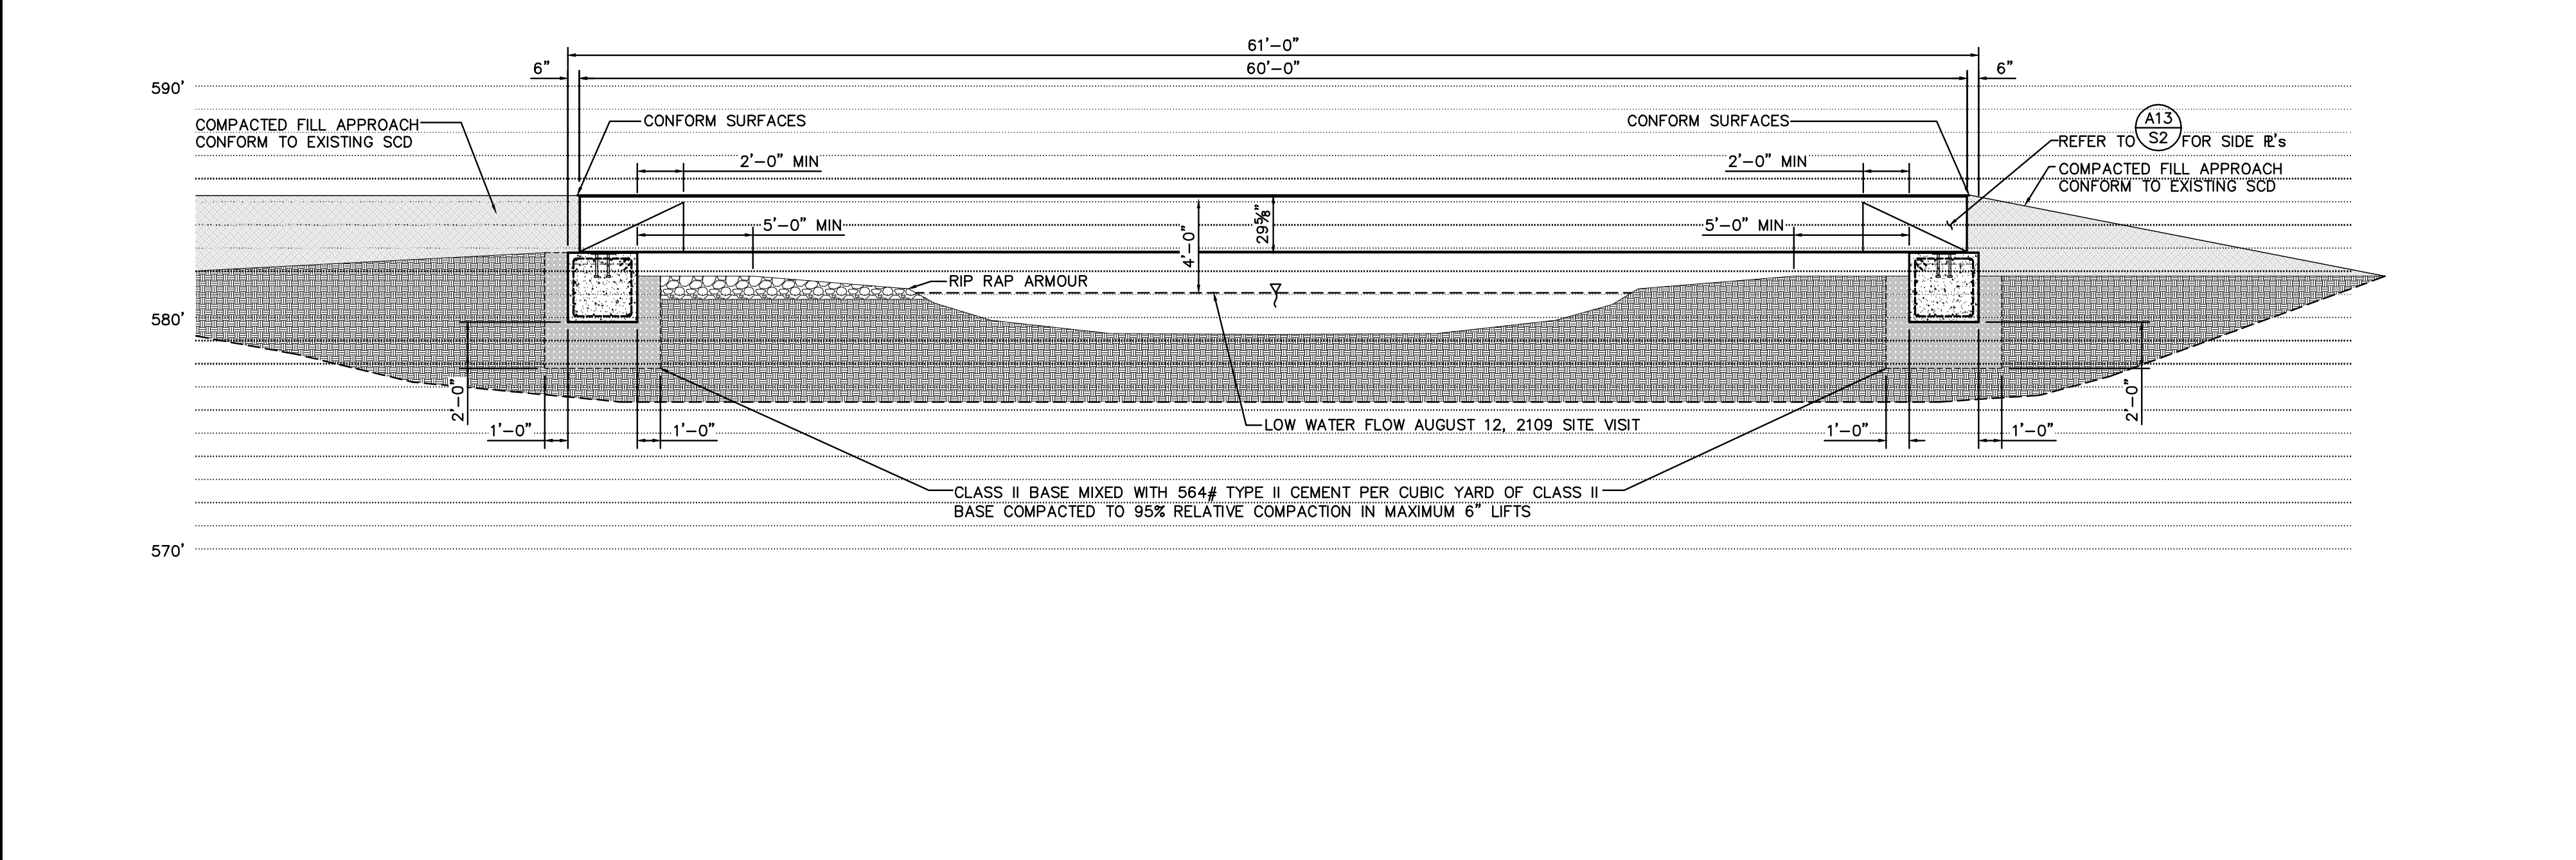 61'-0"
6"
60'-0"
6"
590'
COMPACTED FILL APPROACH
CONFORM TO EXISTING SCD
CONFORM SURFACES
CONFORM SURFACES
A13
S2
REFER TO FOR SIDE PL's
COMPACTED FILL APPROACH
CONFORM TO EXISTING SCD
2'-0" MIN
2'-0" MIN
5'-0" MIN
4'-0"
29⅝"
5'-0" MIN
RIP RAP ARMOUR
580'
2'-0"
2'-0"
LOW WATER FLOW AUGUST 12, 2109 SITE VISIT
1'-0"
1'-0"
1'-0"
1'-0"
CLASS II BASE MIXED WITH 564# TYPE II CEMENT PER CUBIC YARD OF CLASS II
BASE COMPACTED TO 95% RELATIVE COMPACTION IN MAXIMUM 6" LIFTS
570'